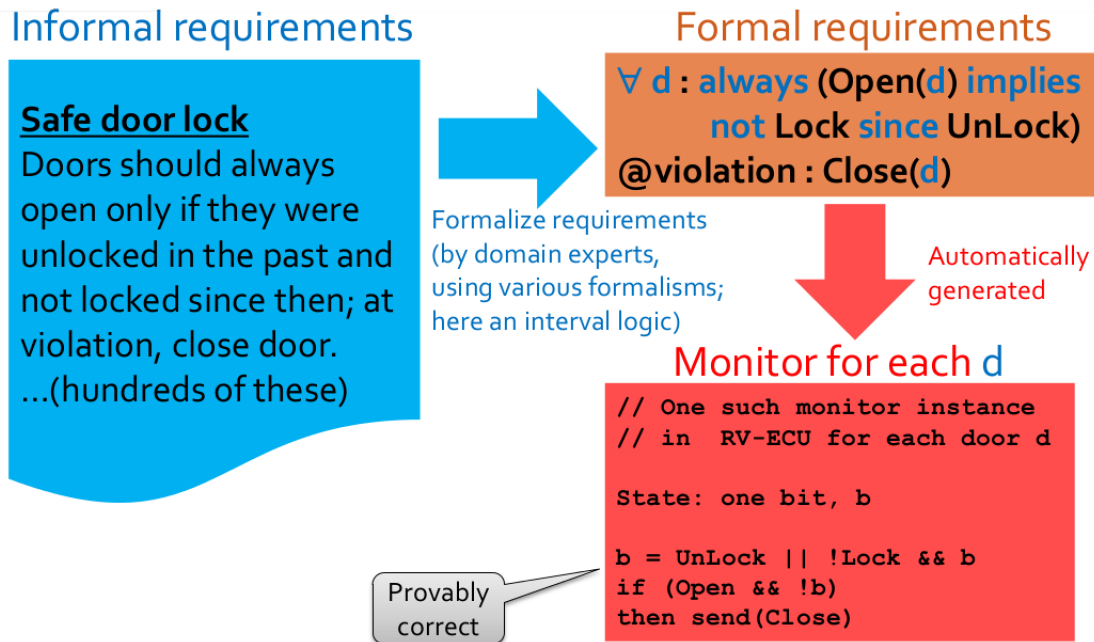 Informal requirements
Safe door lock
Doors should always
open only if they were
unlocked in the past and
not locked since then; at
violation, close door.
...(hundreds of these)
Formalize requirements
(by domain experts,
using various formalisms;
here an interval logic)
Formal requirements
∀ d : always (Open(d) implies
not Lock since UnLock)
@violation : Close(d)
Automatically
generated
Monitor for each d
// One such monitor instance
// in RV-ECU for each door d
State: one bit, b
b = UnLock || !Lock && b
if (Open && !b)
then send(Close)
Provably
correct